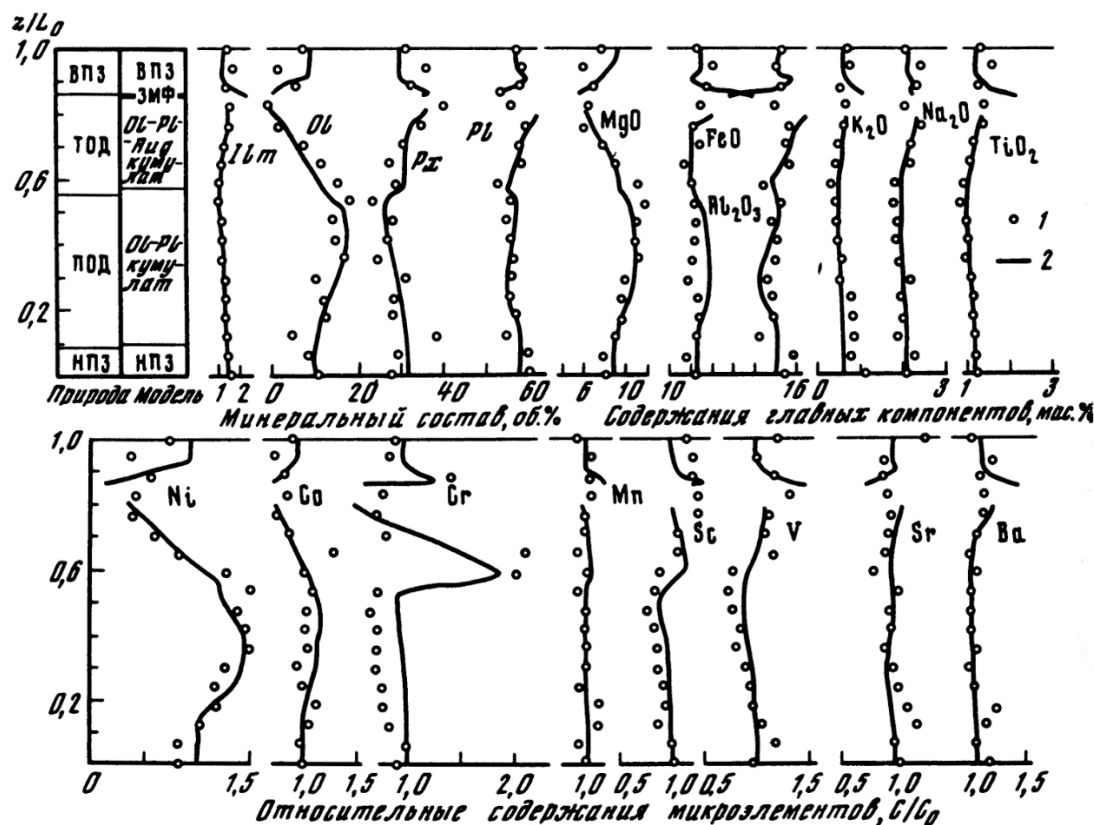 z/L₀
1,0
0,6
0,2
ВПЗ
ТОД
ПОД
НПЗ
ВПЗ
ЗМФ
Ol-Pl-
-Aug
куму-
лат
Ol-Pl-
куму-
лат
НПЗ
Природа модель
Ilm
Ol
Px
Pl
MgO
FeO
Al₂O₃
K₂O
Na₂O
TiO₂
1
2
1 2 0 20 40 60 6 10 10 16 0 3 1 3
Минеральный состав, об.% Содержания главных компонентов, мас.%
1,0
0,6
0,2
Ni
Co
Cr
Mn
Sc
V
Sr
Ba
0 1,5 1,0 1,0 2,0 1,0 0,5 1,0 0,5 1,0 1,5 0,5 1,0 1,0 1,5
Относительные содержания микроэлементов, C/C₀